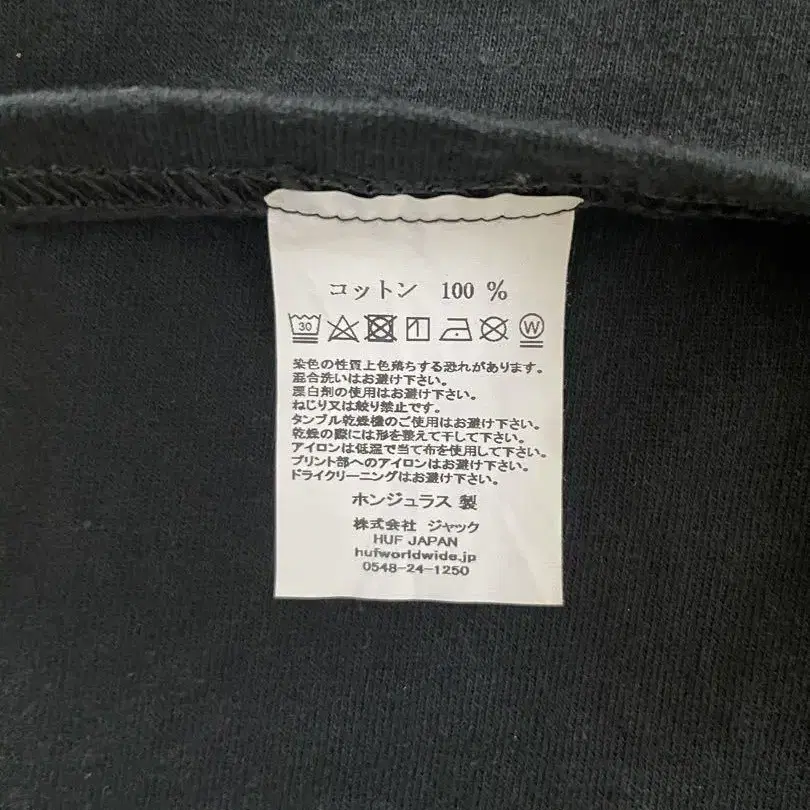 コットン 100 %
30 W
染色の性質上色落ちする恐れがあります。
混合洗いはお避け下さい。
漂白剤の使用はお避け下さい。
ねじり又は絞り禁止です。
タンブル乾燥機のご使用はお避け下さい。
乾燥の際には形を整えて干して下さい。
アイロンは低温で当て布を使用して下さい。
プリント部へのアイロンはお避け下さい。
ドライクリーニングはお避け下さい。
ホンジュラス 製
株式会社 ジャック
HUF JAPAN
hufworldwide.jp
0548-24-1250